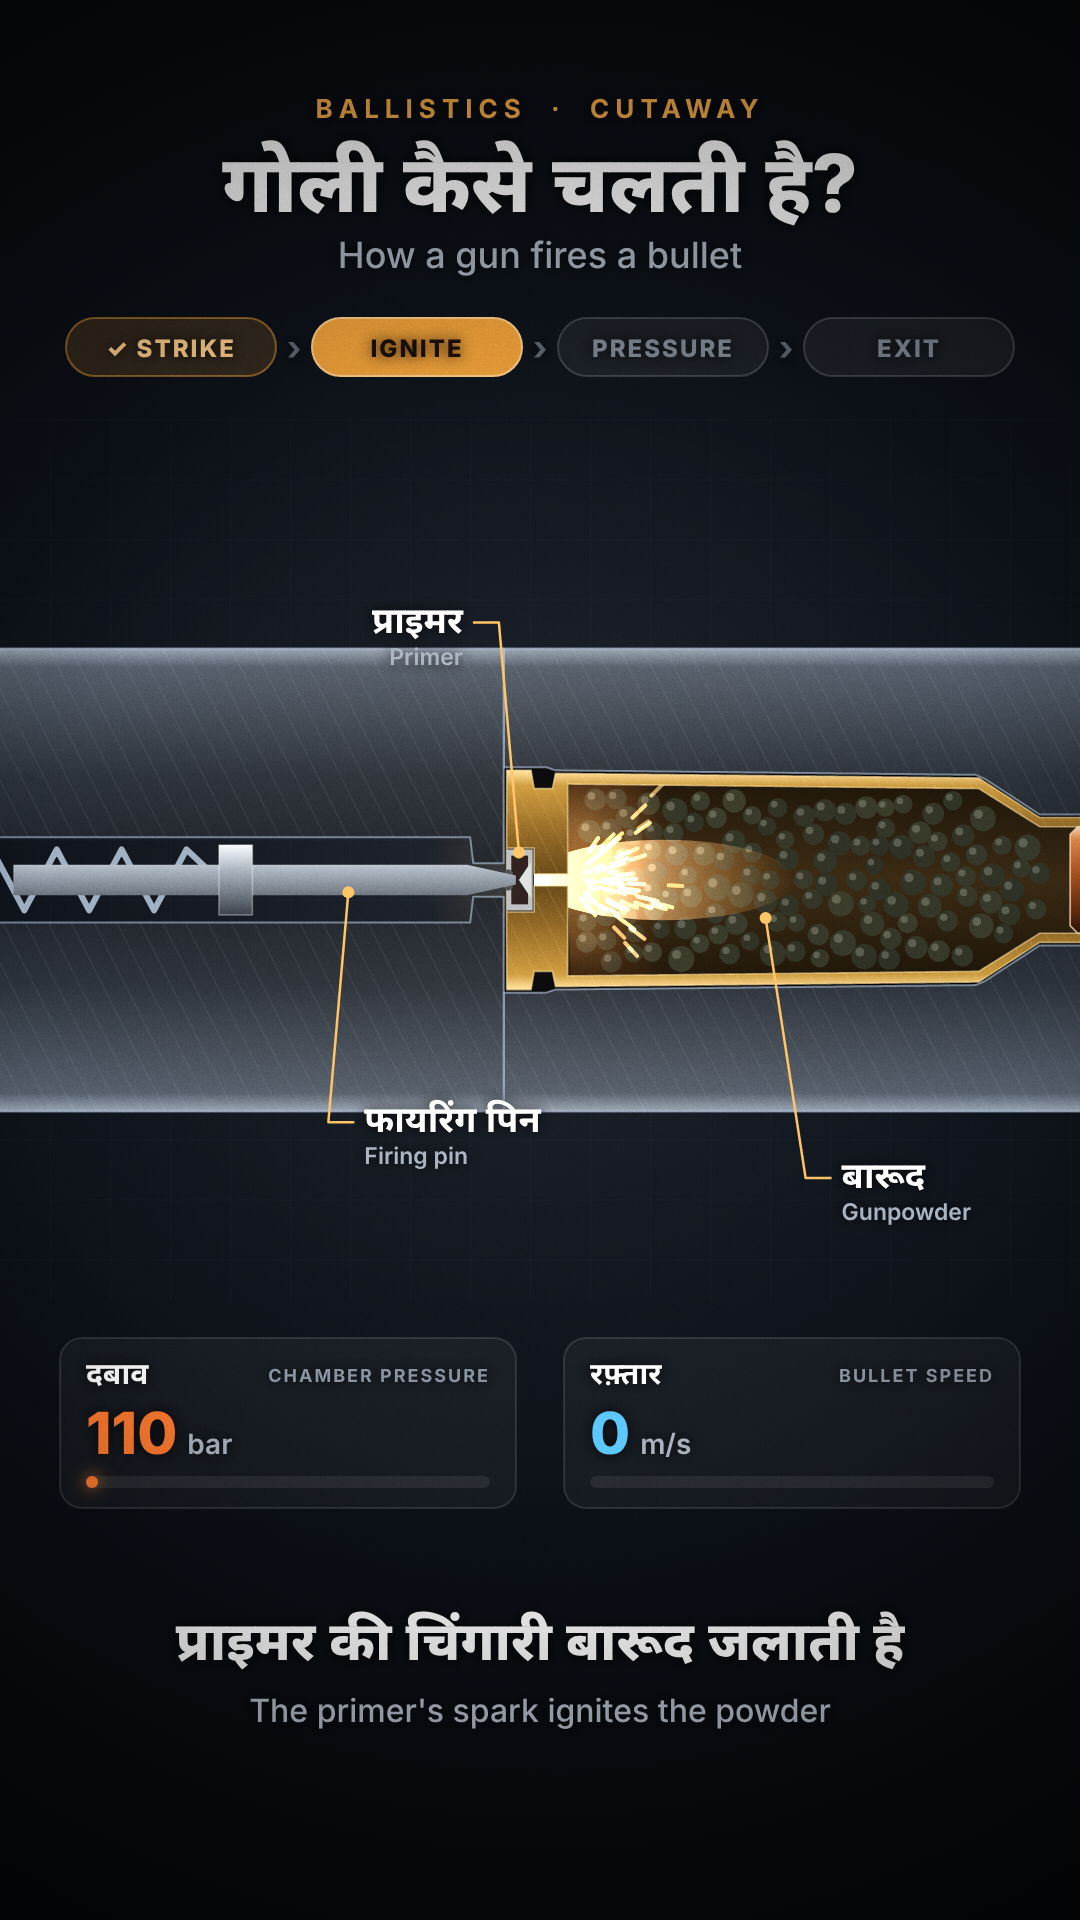 BALLISTICS · CUTAWAY
गोली कैसे चलती है?
How a gun fires a bullet
✓ STRIKE › IGNITE › PRESSURE › EXIT
प्राइमर
Primer
फायरिंग पिन
Firing pin
बारूद
Gunpowder
दबाव CHAMBER PRESSURE
110 bar
रफ़्तार BULLET SPEED
0 m/s
प्राइमर की चिंगारी बारूद जलाती है
The primer's spark ignites the powder